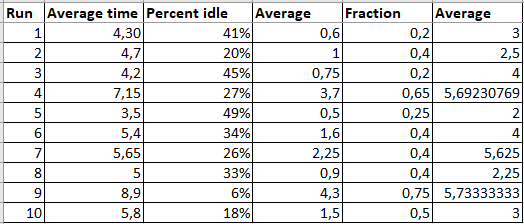 Run Average time Percent idle Average Fraction Average
1 4,30 41% 0,6 0,2 3
2 4,7 20% 1 0,4 2,5
3 4,2 45% 0,75 0,2 4
4 7,15 27% 3,7 0,65 5,69230769
5 3,5 49% 0,5 0,25 2
6 5,4 34% 1,6 0,4 4
7 5,65 26% 2,25 0,4 5,625
8 5 33% 0,9 0,4 2,25
9 8,9 6% 4,3 0,75 5,73333333
10 5,8 18% 1,5 0,5 3